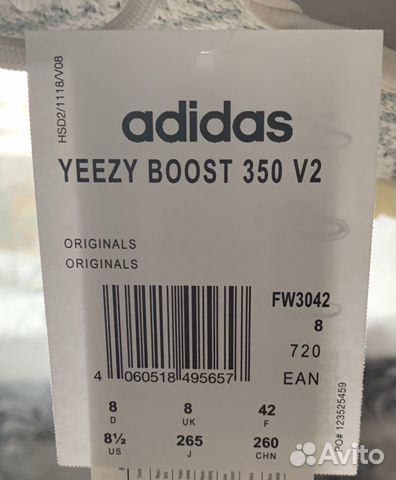 HSD2/1118/V08
adidas
YEEZY BOOST 350 V2
ORIGINALS
ORIGINALS
FW3042
8
720
4 060518 495657
EAN
8 8 42
D UK F
8½ 265 260
US J CHN
PO# 123525459
Avito